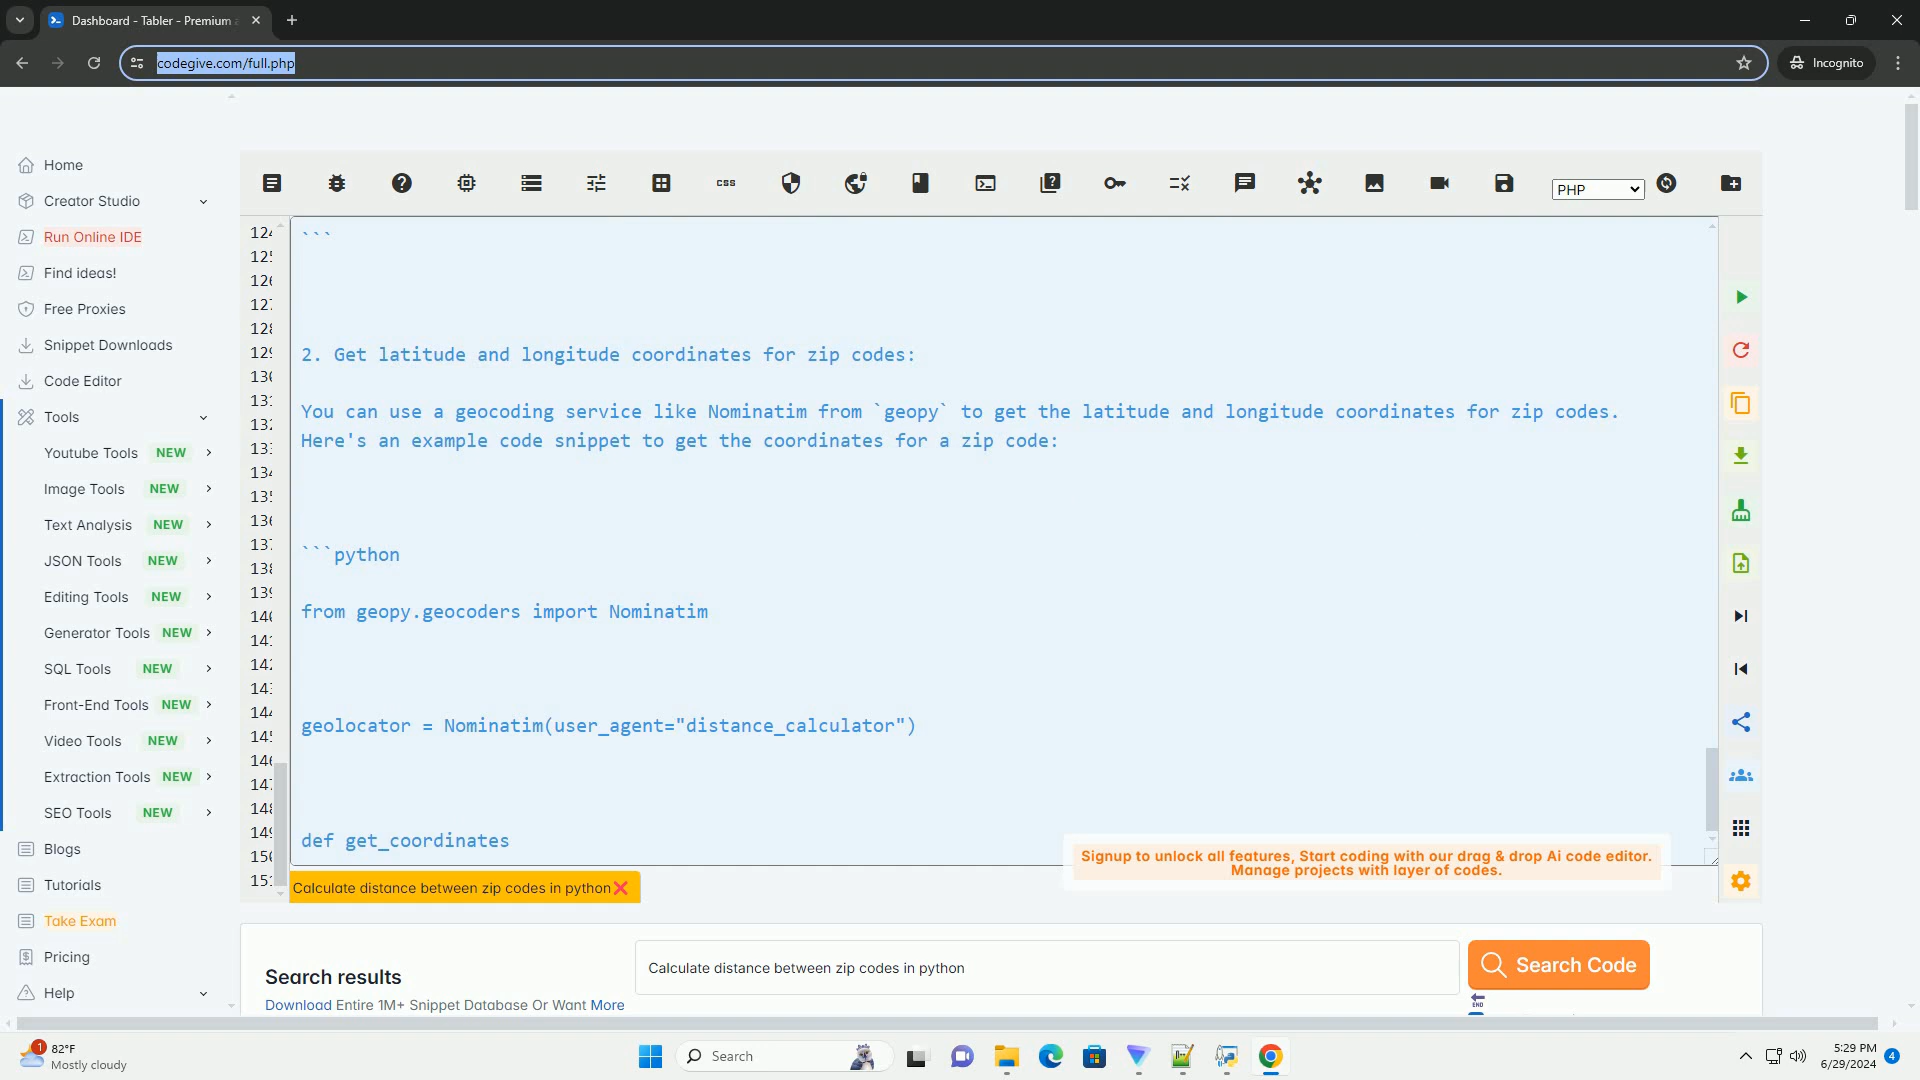 Dashboard - Tabler - Premium
codegive.com/full.php
Incognito
Home
Creator Studio
Run Online IDE
Find ideas!
Free Proxies
Snippet Downloads
Code Editor
Tools
Youtube Tools NEW
Image Tools NEW
Text Analysis NEW
JSON Tools NEW
Editing Tools NEW
Generator Tools NEW
SQL Tools NEW
Front-End Tools NEW
Video Tools NEW
Extraction Tools NEW
SEO Tools NEW
Blogs
Tutorials
Take Exam
Pricing
Help
CSS
PHP
```
2. Get latitude and longitude coordinates for zip codes:
You can use a geocoding service like Nominatim from `geopy` to get the latitude and longitude coordinates for zip codes.
Here's an example code snippet to get the coordinates for a zip code:
```python
from geopy.geocoders import Nominatim
geolocator = Nominatim(user_agent="distance_calculator")
def get_coordinates
Signup to unlock all features, Start coding with our drag & drop Ai code editor.
Manage projects with layer of codes.
Calculate distance between zip codes in python
Search results
Download Entire 1M+ Snippet Database Or Want More
Calculate distance between zip codes in python
Search Code
END
1
82°F
Mostly cloudy
Search
5:29 PM
6/29/2024
4